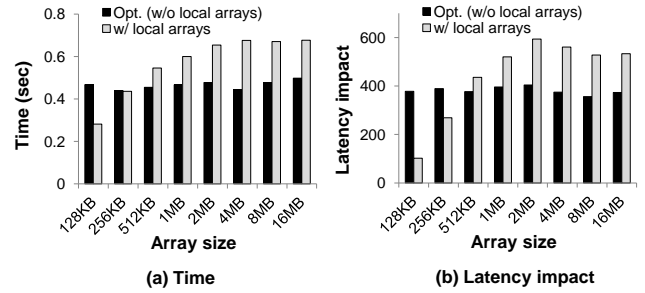 Opt. (w/o local arrays)
w/ local arrays
0.8
0.6
0.4
0.2
0
Time (sec)
128KB
256KB
512KB
1MB
2MB
4MB
8MB
16MB
Array size
(a) Time
Opt. (w/o local arrays)
w/ local arrays
600
400
200
0
Latency impact
128KB
256KB
512KB
1MB
2MB
4MB
8MB
16MB
Array size
(b) Latency impact